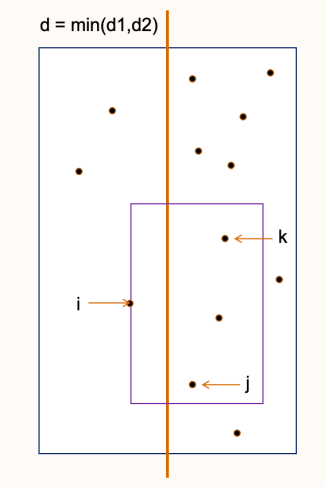 d = min(d1,d2)
k
i
j